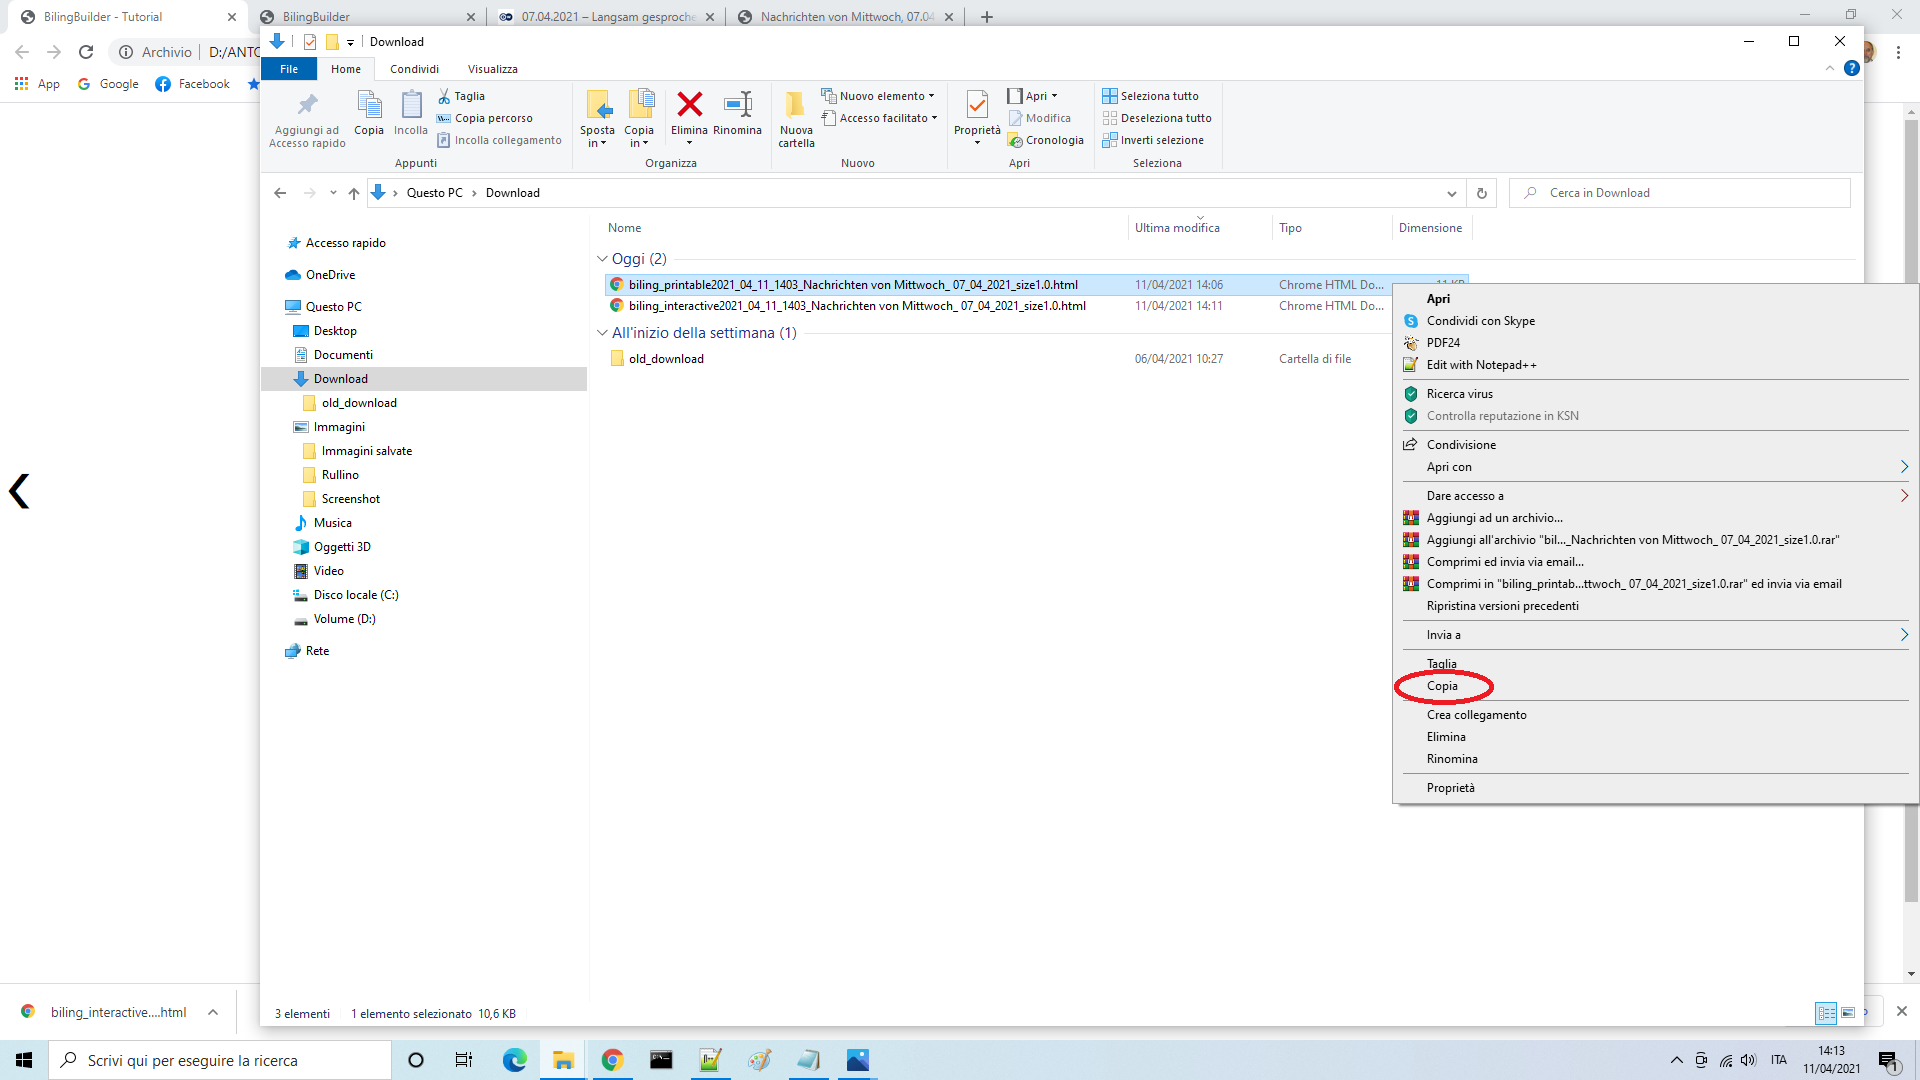 BilingBuilder - Tutorial
BilingBuilder
07.04.2021 – Langsam gesproche
Nachrichten von Mittwoch, 07.04
Archivio
D:/ANTO
App
Google
Facebook
Download
File
Home
Condividi
Visualizza
Aggiungi ad
Accesso rapido
Copia
Incolla
Taglia
Copia percorso
Incolla collegamento
Appunti
Sposta
in
Copia
in
Elimina
Rinomina
Organizza
Nuova
cartella
Nuovo elemento
Accesso facilitato
Nuovo
Proprietà
Apri
Modifica
Cronologia
Apri
Seleziona tutto
Deseleziona tutto
Inverti selezione
Seleziona
Questo PC
Download
Cerca in Download
Accesso rapido
OneDrive
Questo PC
Desktop
Documenti
Download
old_download
Immagini
Immagini salvate
Rullino
Screenshot
Musica
Oggetti 3D
Video
Disco locale (C:)
Volume (D:)
Rete
Nome
Ultima modifica
Tipo
Dimensione
Oggi (2)
biling_printable2021_04_11_1403_Nachrichten von Mittwoch_ 07_04_2021_size1.0.html
11/04/2021 14:06
Chrome HTML Do...
11 KB
biling_interactive2021_04_11_1403_Nachrichten von Mittwoch_ 07_04_2021_size1.0.html
11/04/2021 14:11
Chrome HTML Do...
All'inizio della settimana (1)
old_download
06/04/2021 10:27
Cartella di file
Apri
Condividi con Skype
PDF24
Edit with Notepad++
Ricerca virus
Controlla reputazione in KSN
Condivisione
Apri con
Dare accesso a
Aggiungi ad un archivio...
Aggiungi all'archivio "bil..._Nachrichten von Mittwoch_ 07_04_2021_size1.0.rar"
Comprimi ed invia via email...
Comprimi in "biling_printab...ttwoch_ 07_04_2021_size1.0.rar" ed invia via email
Ripristina versioni precedenti
Invia a
Taglia
Copia
Crea collegamento
Elimina
Rinomina
Proprietà
3 elementi
1 elemento selezionato 10,6 KB
biling_interactive....html
Scrivi qui per eseguire la ricerca
ITA
14:13
11/04/2021
1